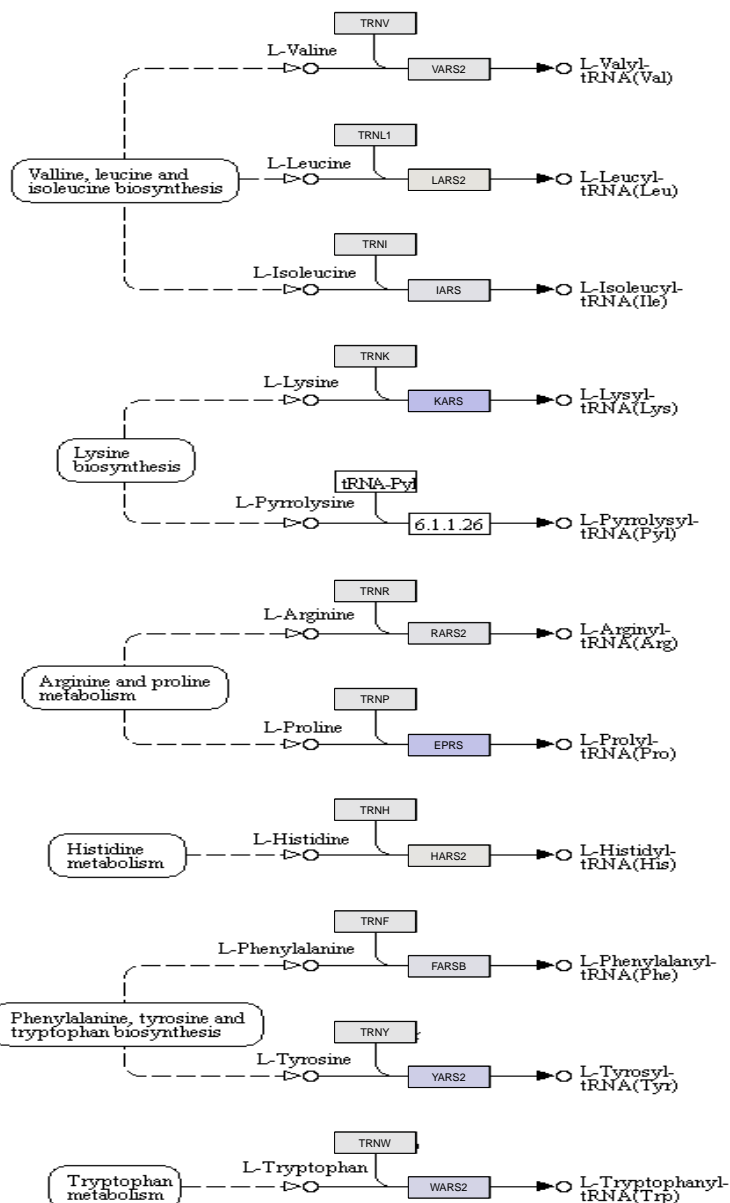 TRNV
L-Valine
VARS2
L-Valyl-
tRNA(Val)
TRNL1
L-Leucine
LARS2
L-Leucyl-
tRNA(Leu)
Valline, leucine and
isoleucine biosynthesis
TRNI
L-Isoleucine
IARS
L-Isoleucyl-
tRNA(Ile)
TRNK
L-Lysine
KARS
L-Lysyl-
tRNA(Lys)
Lysine
biosynthesis
tRNA-Pyl
L-Pyrrolysine
6.1.1.26
L-Pyrrolysyl-
tRNA(Pyl)
TRNR
L-Arginine
RARS2
L-Arginyl-
tRNA(Arg)
Arginine and proline
metabolism
TRNP
L-Proline
EPRS
L-Prolyl-
tRNA(Pro)
TRNH
L-Histidine
Histidine
metabolism
HARS2
L-Histidyl-
tRNA(His)
TRNF
L-Phenylalanine
FARSB
L-Phenylalanyl-
tRNA(Phe)
Phenylalanine, tyrosine and
tryptophan biosynthesis
TRNY
L-Tyrosine
YARS2
L-Tyrosyl-
tRNA(Tyr)
TRNW
L-Tryptophan
Tryptophan
metabolism
WARS2
L-Tryptophanyl-
tRNA(Trp)